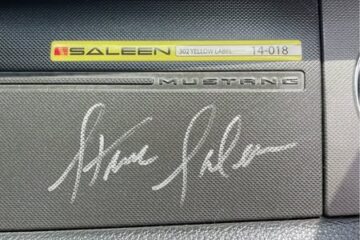 SALEEN 302 YELLOW LABEL 14-018
MUSTANG
Steve Saleen